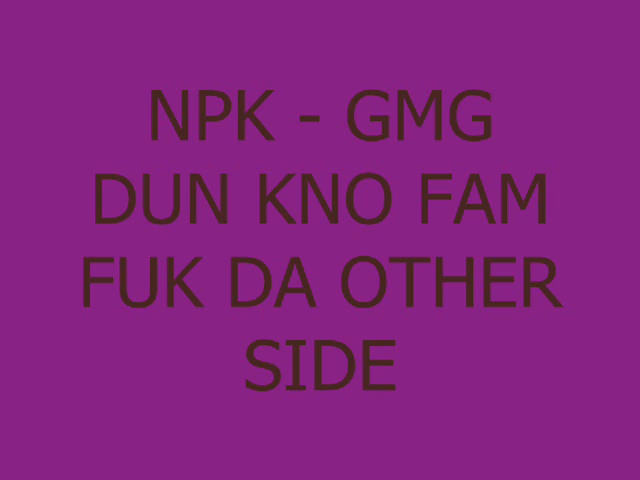 NPK - GMG
DUN KNO FAM
FUK DA OTHER
SIDE